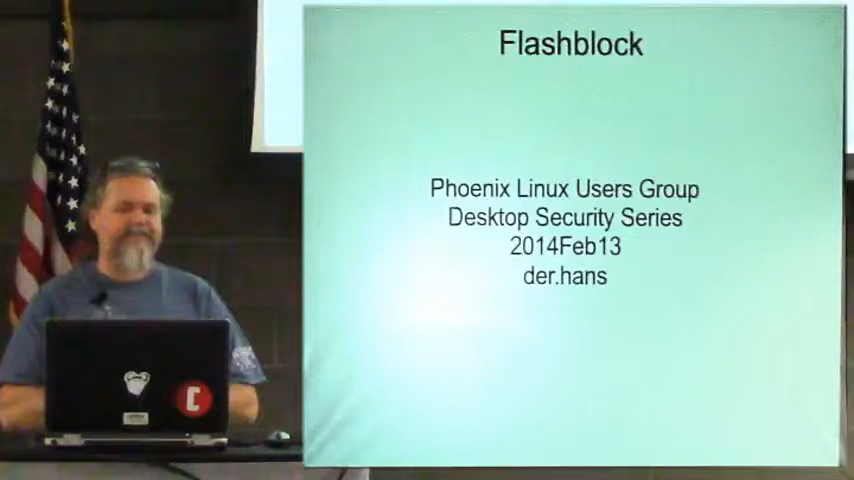 Flashblock
Phoenix Linux Users Group
Desktop Security Series
2014Feb13
der.hans
C